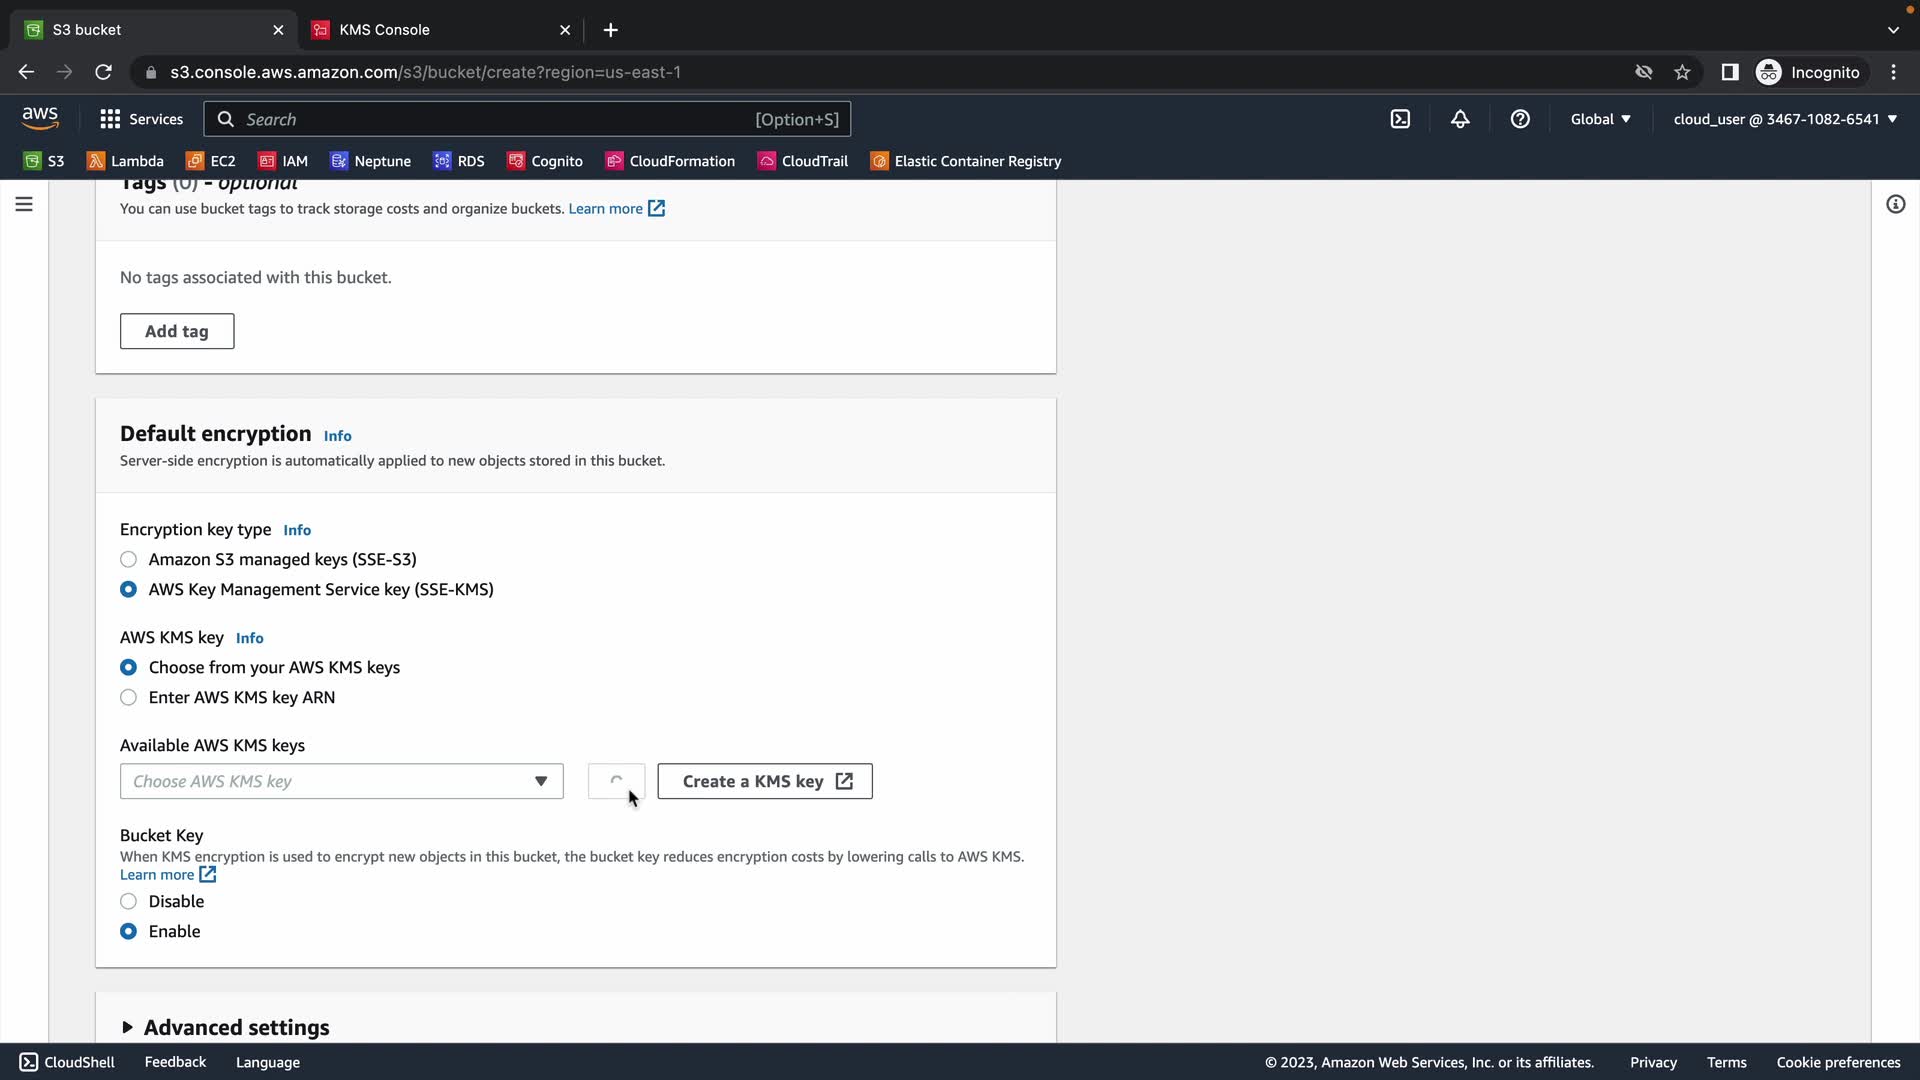 S3 bucket
KMS Console
s3.console.aws.amazon.com/s3/bucket/create?region=us-east-1
Incognito
aws
Services
Search
[Option+S]
Global
cloud_user @ 3467-1082-6541
S3
Lambda
EC2
IAM
Neptune
RDS
Cognito
CloudFormation
CloudTrail
Elastic Container Registry
Tags (0) - optional
You can use bucket tags to track storage costs and organize buckets. Learn more
No tags associated with this bucket.
Add tag
Default encryption Info
Server-side encryption is automatically applied to new objects stored in this bucket.
Encryption key type Info
Amazon S3 managed keys (SSE-S3)
AWS Key Management Service key (SSE-KMS)
AWS KMS key Info
Choose from your AWS KMS keys
Enter AWS KMS key ARN
Available AWS KMS keys
Choose AWS KMS key
Create a KMS key
Bucket Key
When KMS encryption is used to encrypt new objects in this bucket, the bucket key reduces encryption costs by lowering calls to AWS KMS.
Learn more
Disable
Enable
Advanced settings
CloudShell
Feedback
Language
© 2023, Amazon Web Services, Inc. or its affiliates.
Privacy
Terms
Cookie preferences